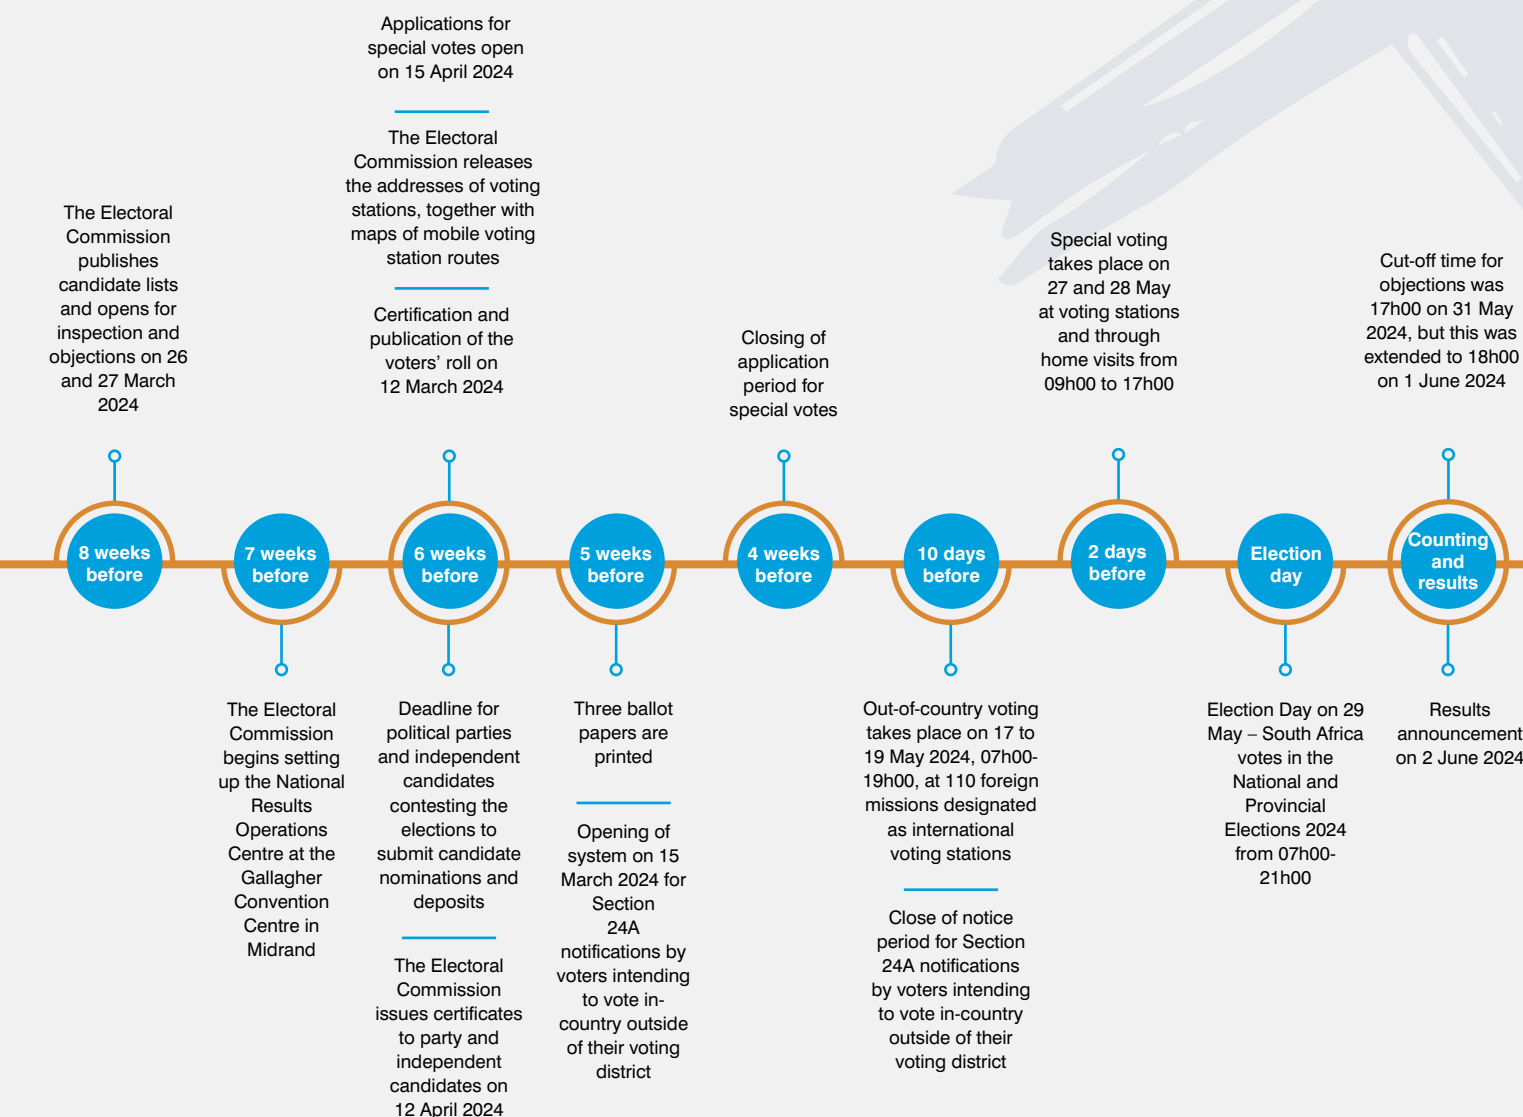 Applications for
special votes open
on 15 April 2024
The Electoral
Commission releases
the addresses of voting
stations, together with
maps of mobile voting
station routes
Certification and
publication of the
voters' roll on
12 March 2024
The Electoral
Commission
publishes
candidate lists
and opens for
inspection and
objections on 26
and 27 March
2024
Closing of
application
period for
special votes
Special voting
takes place on
27 and 28 May
at voting stations
and through
home visits from
09h00 to 17h00
Cut-off time for
objections was
17h00 on 31 May
2024, but this was
extended to 18h00
on 1 June 2024
8 weeks
before
7 weeks
before
6 weeks
before
5 weeks
before
4 weeks
before
10 days
before
2 days
before
Election
day
Counting
and
results
The Electoral
Commission
begins setting
up the National
Results
Operations
Centre at the
Gallagher
Convention
Centre in
Midrand
Deadline for
political parties
and independent
candidates
contesting the
elections to
submit candidate
nominations and
deposits
The Electoral
Commission
issues certificates
to party and
independent
candidates on
12 April 2024
Three ballot
papers are
printed
Opening of
system on 15
March 2024 for
Section
24A
notifications by
voters intending
to vote in-
country outside
of their voting
district
Out-of-country voting
takes place on 17 to
19 May 2024, 07h00-
19h00, at 110 foreign
missions designated
as international
voting stations
Close of notice
period for Section
24A notifications
by voters intending
to vote in-country
outside of their
voting district
Election Day on 29
May – South Africa
votes in the
National and
Provincial
Elections 2024
from 07h00-
21h00
Results
announcement
on 2 June 2024